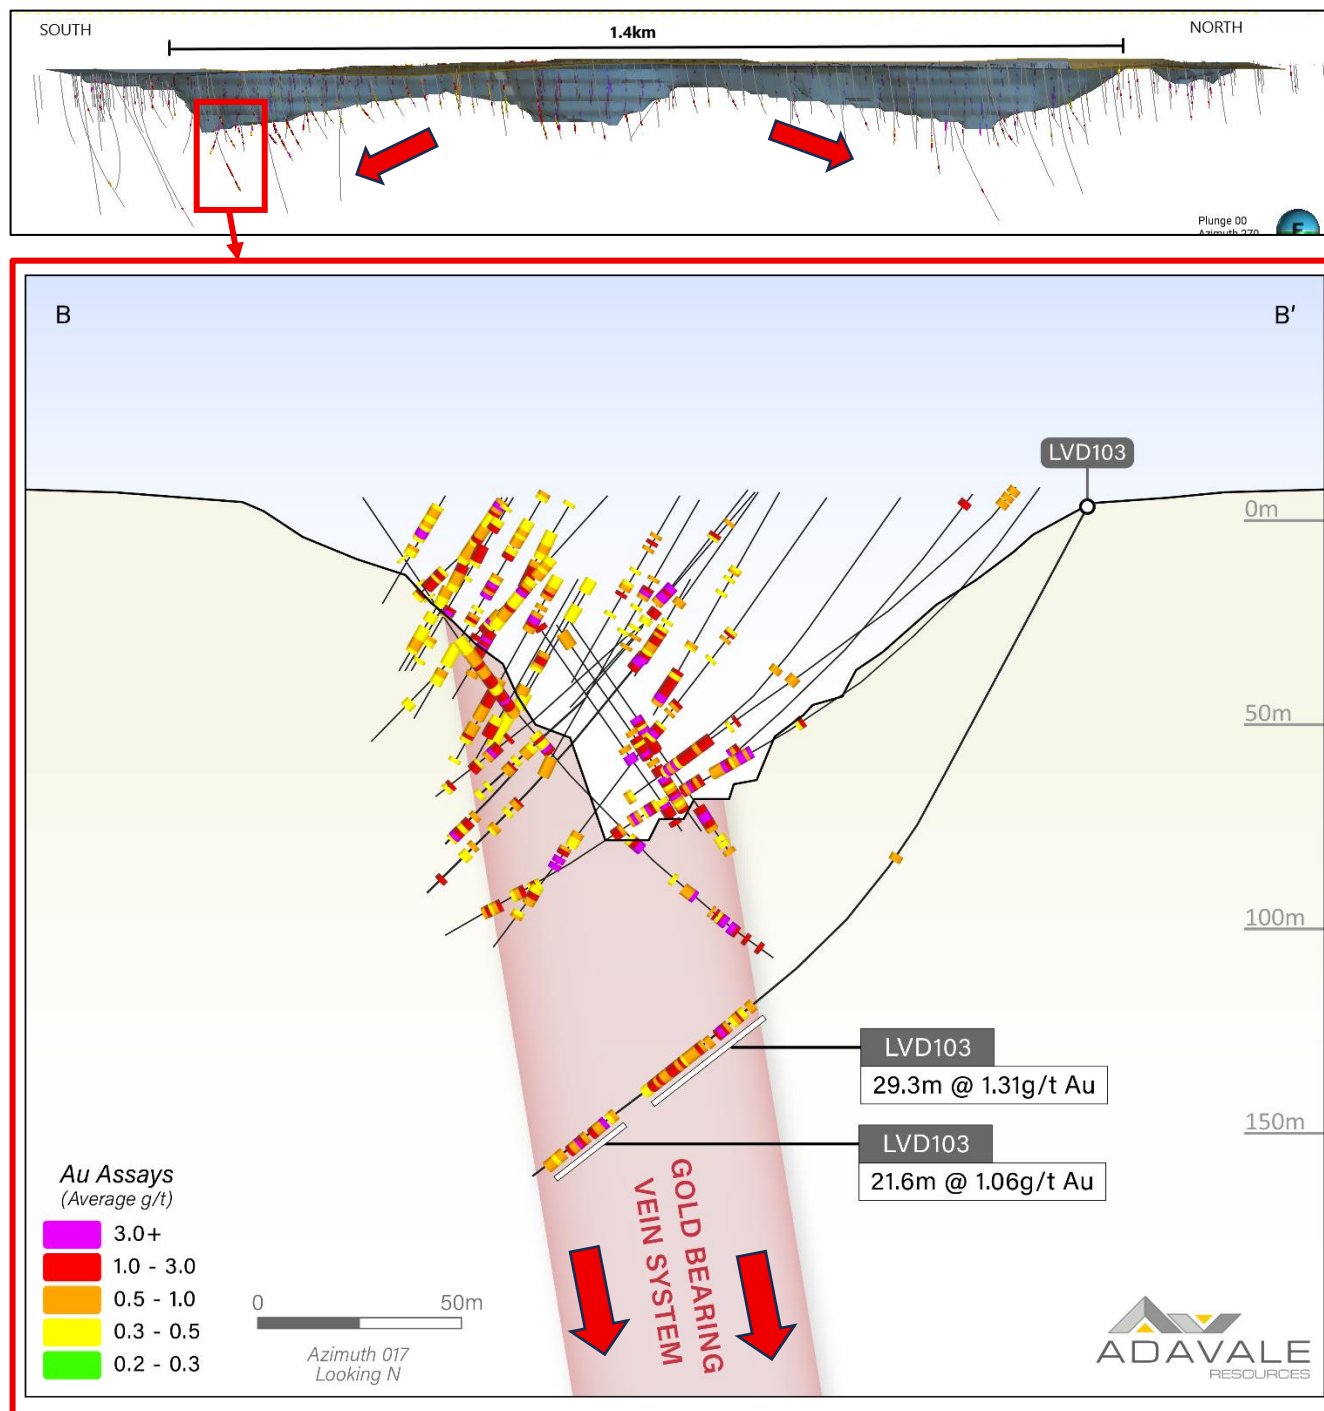 SOUTH
1.4km
NORTH
Plunge 00
Azimuth 270
B
B'
LVD103
0m
50m
100m
LVD103
29.3m @ 1.31g/t Au
150m
LVD103
21.6m @ 1.06g/t Au
GOLD BEARING
VEIN SYSTEM
Au Assays
(Average g/t)
3.0+
1.0 - 3.0
0.5 - 1.0
0.3 - 0.5
0.2 - 0.3
0
50m
Azimuth 017
Looking N
ADAVALE
RESOURCES